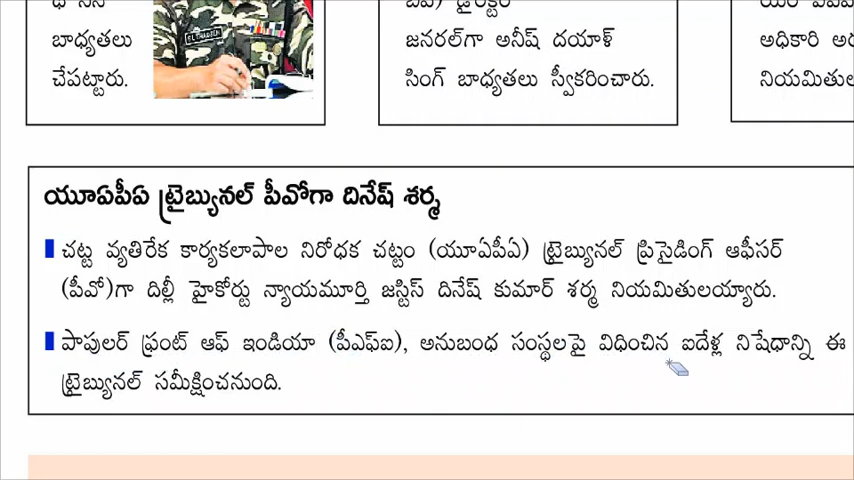 బాధ్యతలు
చేపట్టారు.
జనరల్‌గా అనీష్ దయాళ్
సింగ్ బాధ్యతలు స్వీకరించారు.
అధికారి
యూఏపీఏ ట్రైబ్యునల్ పీవోగా దినేష్ శర్మ
చట్ట వ్యతిరేక కార్యకలాపాల నిరోధక చట్టం (యూఏపీఏ) ట్రైబ్యునల్ ప్రిసైడింగ్ ఆఫీసర్
(పీవో)గా దిల్లీ హైకోర్టు న్యాయమూర్తి జస్టిస్ దినేష్ కుమార్ శర్మ నియమితులయ్యారు.
పాపులర్ ఫ్రంట్ ఆఫ్ ఇండియా (పీఎఫ్ఐ), అనుబంధ సంస్థలపై విధించిన ఐదేళ్ల నిషేధాన్ని ఈ
ట్రైబ్యునల్ సమీక్షించనుంది.